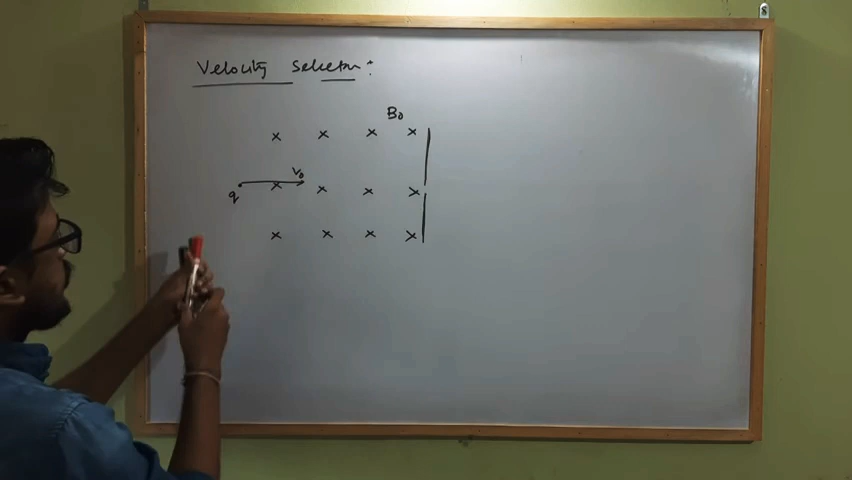 Velocity Selector :
B₀
× × × ×
V₀
q × × × ×
× × × ×